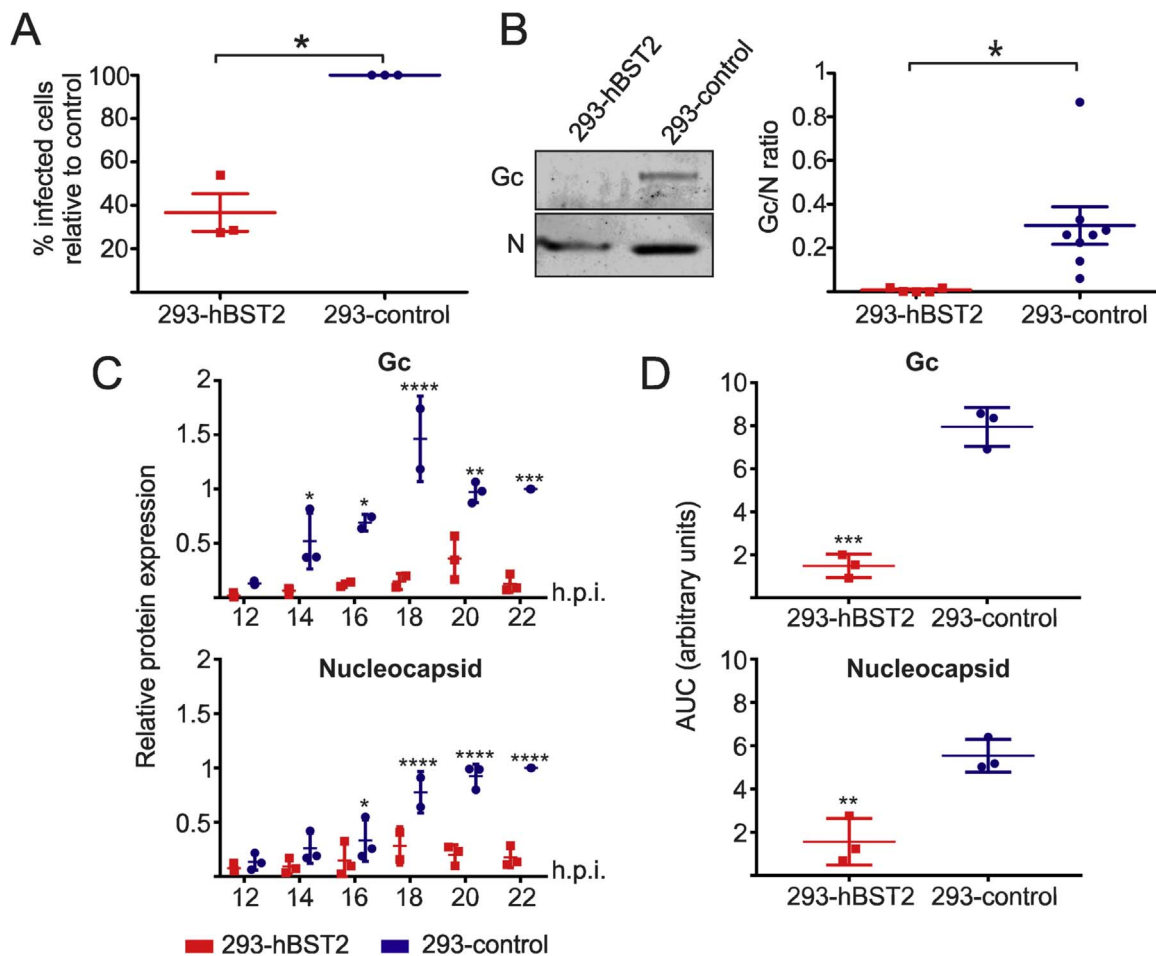 A
*
% infected cells
relative to control
100
80
60
40
20
293-hBST2
293-control
B
293-hBST2
293-control
Gc
N
*
Gc/N ratio
1
0.8
0.6
0.4
0.2
293-hBST2
293-control
C
Relative protein expression
Gc
2
1.5
1
0.5
*
*
****
**
***
12 14 16 18 20 22
h.p.i.
Nucleocapsid
2
1.5
1
0.5
*
****
****
****
12 14 16 18 20 22
h.p.i.
293-hBST2
293-control
D
AUC (arbitrary units)
Gc
10
8
6
4
2
***
293-hBST2
293-control
Nucleocapsid
10
8
6
4
2
**
293-hBST2
293-control